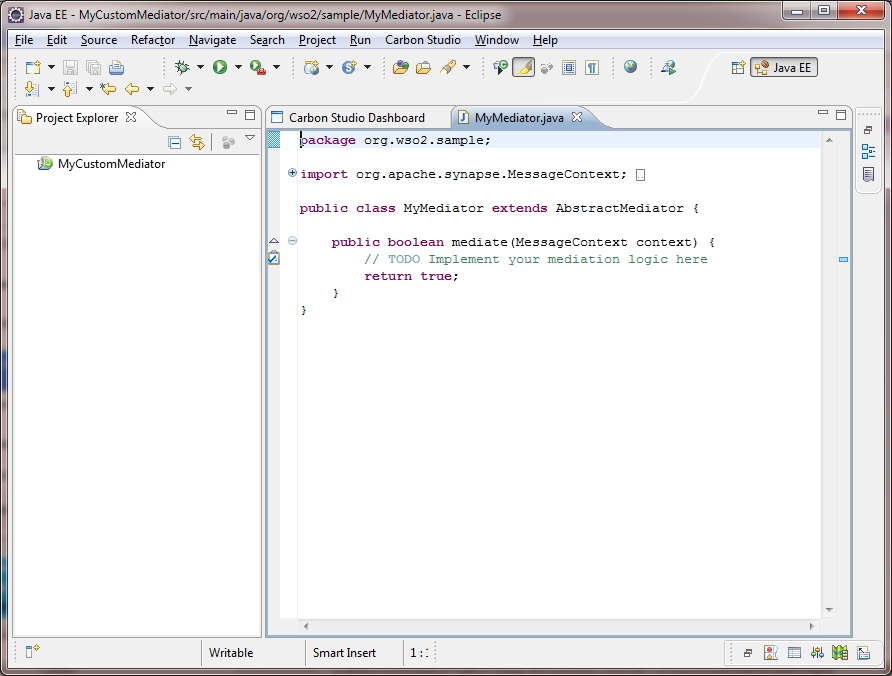 Java EE - MyCustomMediator/src/main/java/org/wso2/sample/MyMediator.java - Eclipse
File Edit Source Refactor Navigate Search Project Run Carbon Studio Window Help
Java EE
Project Explorer
Carbon Studio Dashboard
MyMediator.java
MyCustomMediator
package org.wso2.sample;
import org.apache.synapse.MessageContext;
public class MyMediator extends AbstractMediator {
public boolean mediate(MessageContext context) {
// TODO Implement your mediation logic here
return true;
}
}
Writable
Smart Insert
1 :